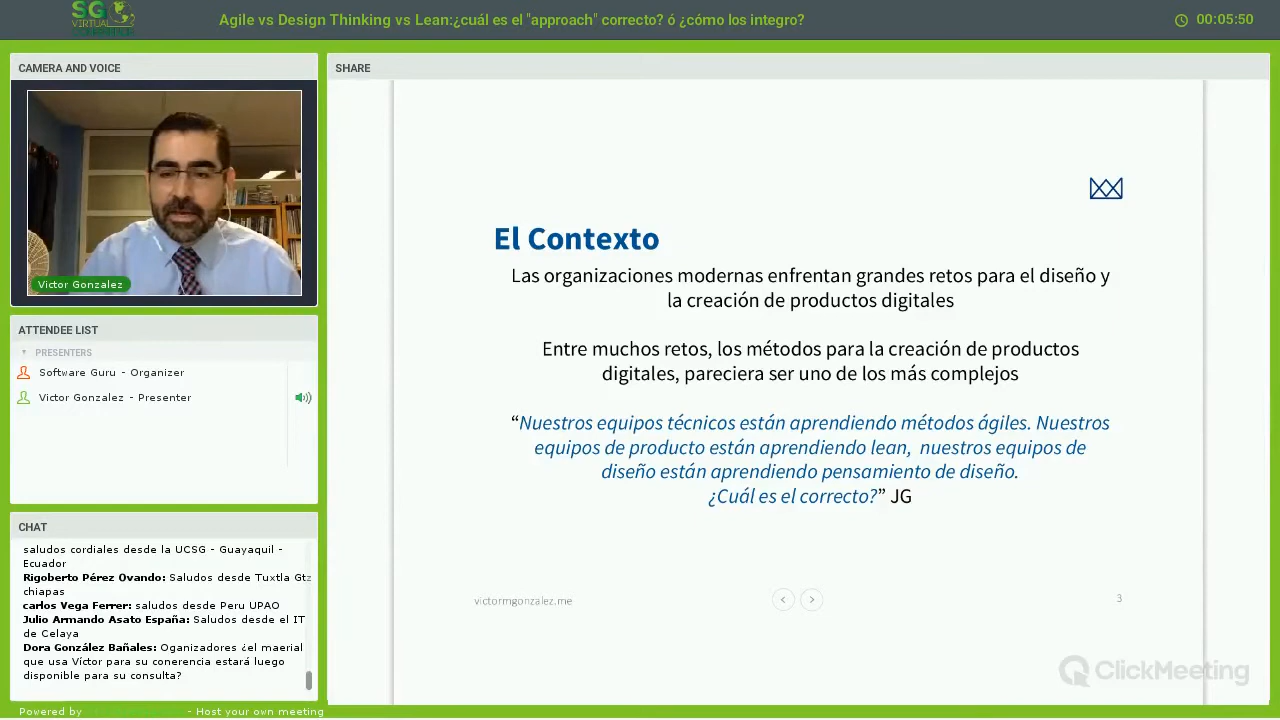 SG
VIRTUAL
Agile vs Design Thinking vs Lean:¿cuál es el "approach" correcto? ó ¿cómo los integro?
00:05:50
CAMERA AND VOICE
Victor Gonzalez
ATTENDEE LIST
PRESENTERS
Software Guru - Organizer
Victor Gonzalez - Presenter
CHAT
saludos cordiales desde la UCSG - Guayaquil -
Ecuador
Rigoberto Pérez Ovando: Saludos desde Tuxtla Gtz
chiapas
carlos Vega Ferrer: saludos desde Peru UPAO
Julio Armando Asato España: Saludos desde el IT
de Celaya
Dora González Bañales: Oganizadores ¿el maerial
que usa Víctor para su conerencia estará luego
disponible para su consulta?
Powered by - Host your own meeting
SHARE
El Contexto
Las organizaciones modernas enfrentan grandes retos para el diseño y
la creación de productos digitales
Entre muchos retos, los métodos para la creación de productos
digitales, pareciera ser uno de los más complejos
“Nuestros equipos técnicos están aprendiendo métodos ágiles. Nuestros
equipos de producto están aprendiendo lean, nuestros equipos de
diseño están aprendiendo pensamiento de diseño.
¿Cuál es el correcto?” JG
victormgonzalez.me
3
ClickMeeting